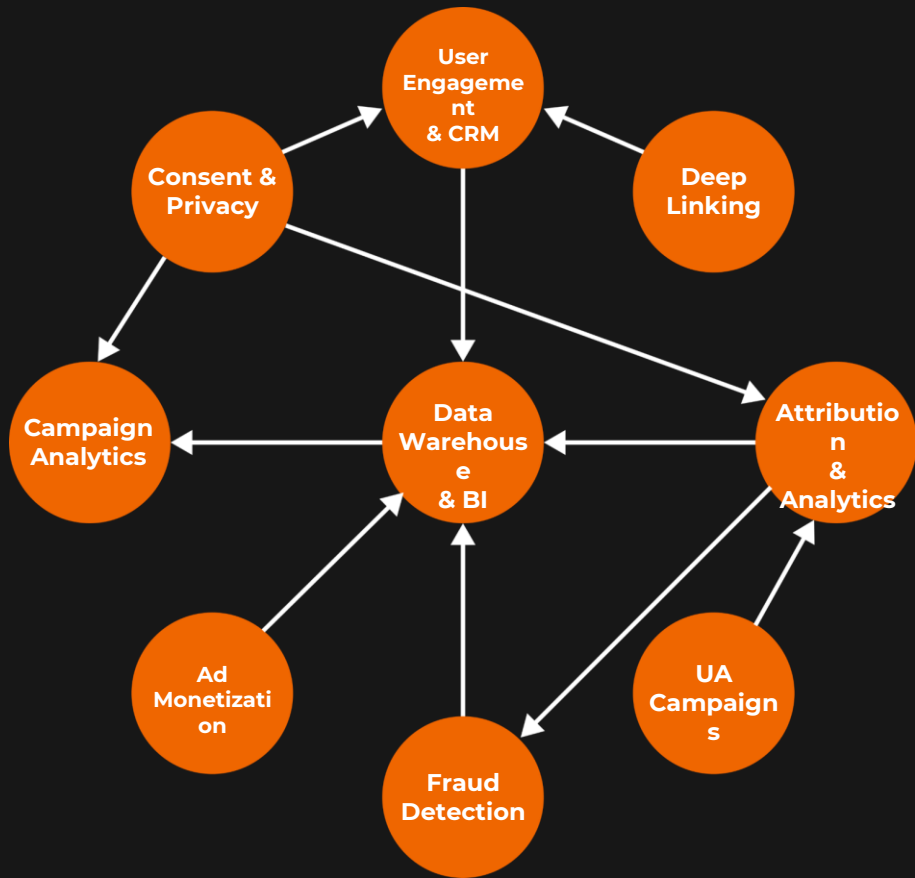 User
Engageme
nt
& CRM
Consent &
Privacy
Deep
Linking
Campaign
Analytics
Data
Warehous
e
& BI
Attributio
n
&
Analytics
Ad
Monetizati
on
UA
Campaign
s
Fraud
Detection